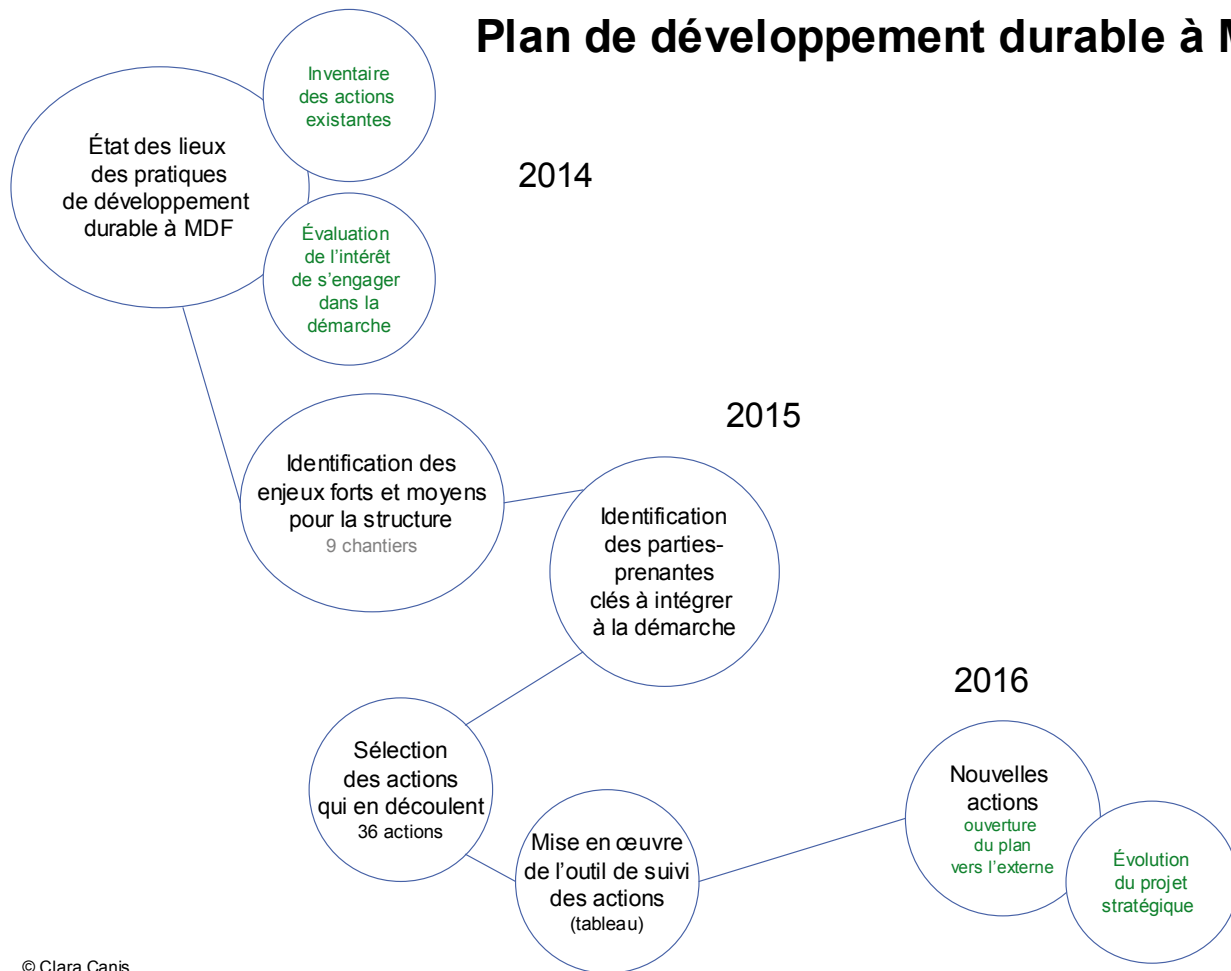 Plan de développement durable à M
Inventaire
des actions
existantes
État des lieux
des pratiques
de développement
durable à MDF
2014
Évaluation
de l'intérêt
de s'engager
dans la
démarche
2015
Identification des
enjeux forts et moyens
pour la structure
9 chantiers
Identification
des parties-
prenantes
clés à intégrer
à la démarche
2016
Sélection
des actions
qui en découlent
36 actions
Mise en œuvre
de l'outil de suivi
des actions
(tableau)
Nouvelles
actions
ouverture
du plan
vers l'externe
Évolution
du projet
stratégique
© Clara Canis